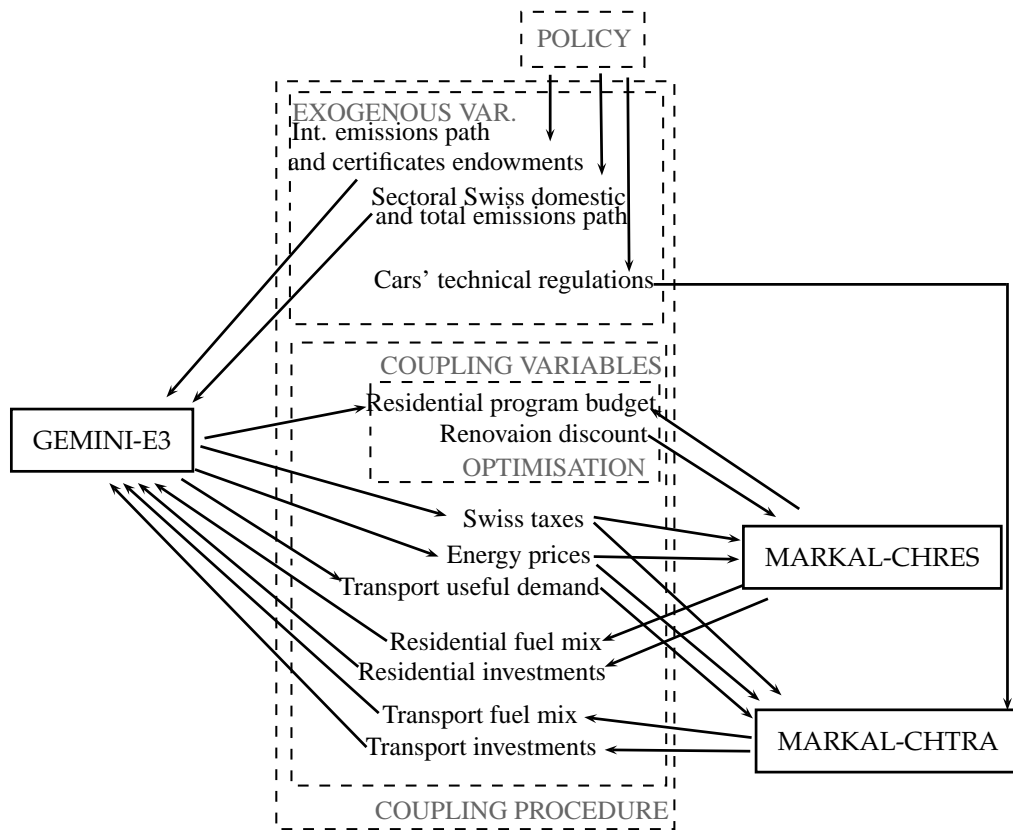 POLICY
EXOGENOUS VAR.
Int. emissions path
and certificates endowments
Sectoral Swiss domestic
and total emissions path
Cars' technical regulations
COUPLING VARIABLES
Residential program budget
GEMINI-E3
Renovaion discount
OPTIMISATION
Swiss taxes
Energy prices
MARKAL-CHRES
Transport useful demand
Residential fuel mix
Residential investments
Transport fuel mix
MARKAL-CHTRA
Transport investments
COUPLING PROCEDURE